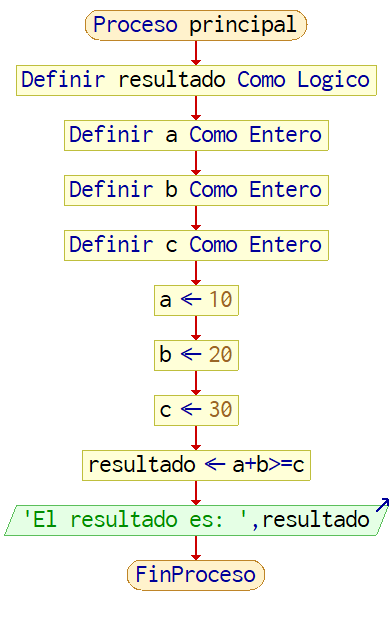 Proceso principal
Definir resultado Como Logico
Definir a Como Entero
Definir b Como Entero
Definir c Como Entero
a ← 10
b ← 20
c ← 30
resultado ← a+b>=c
'El resultado es: ',resultado
FinProceso